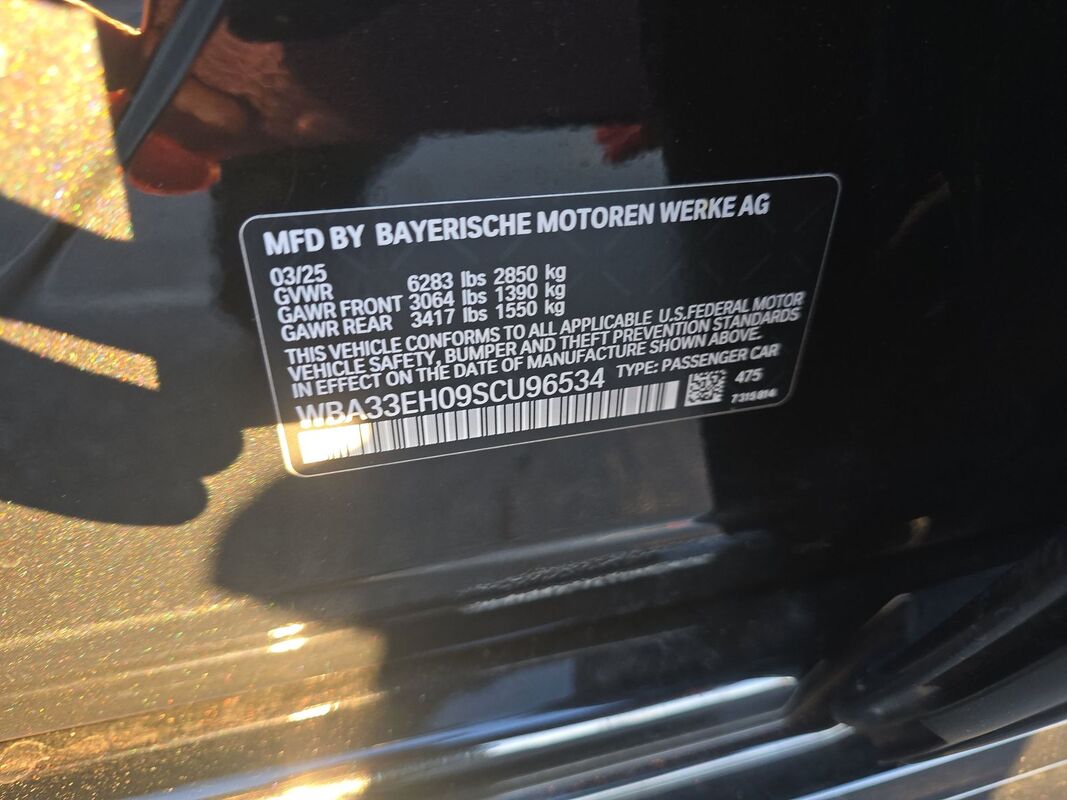 MFD BY BAYERISCHE MOTOREN WERKE AG
03/25
GVWR 6283 lbs 2850 kg
GAWR FRONT 3064 lbs 1390 kg
GAWR REAR 3417 lbs 1550 kg
THIS VEHICLE CONFORMS TO ALL APPLICABLE U.S.FEDERAL MOTOR
VEHICLE SAFETY, BUMPER AND THEFT PREVENTION STANDARDS
IN EFFECT ON THE DATE OF MANUFACTURE SHOWN ABOVE.
WBA33EH09SCU96534 TYPE: PASSENGER CAR
475
7315814